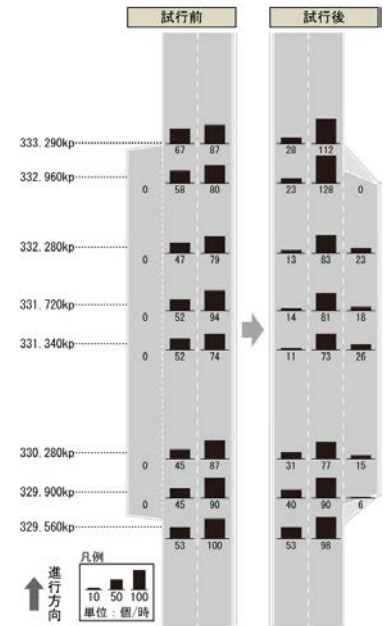 試行前 試行後
333.290kp 67 87 28 112
332.960kp 0 58 80 23 128 0
332.280kp 0 47 79 13 83 23
331.720kp 0 52 94 14 81 18
331.340kp 0 52 74 11 73 26
330.280kp 0 45 87 31 77 15
329.900kp 0 45 90 40 90 6
329.560kp 53 100 53 98
進行方向
凡例
10 50 100
単位:個/時